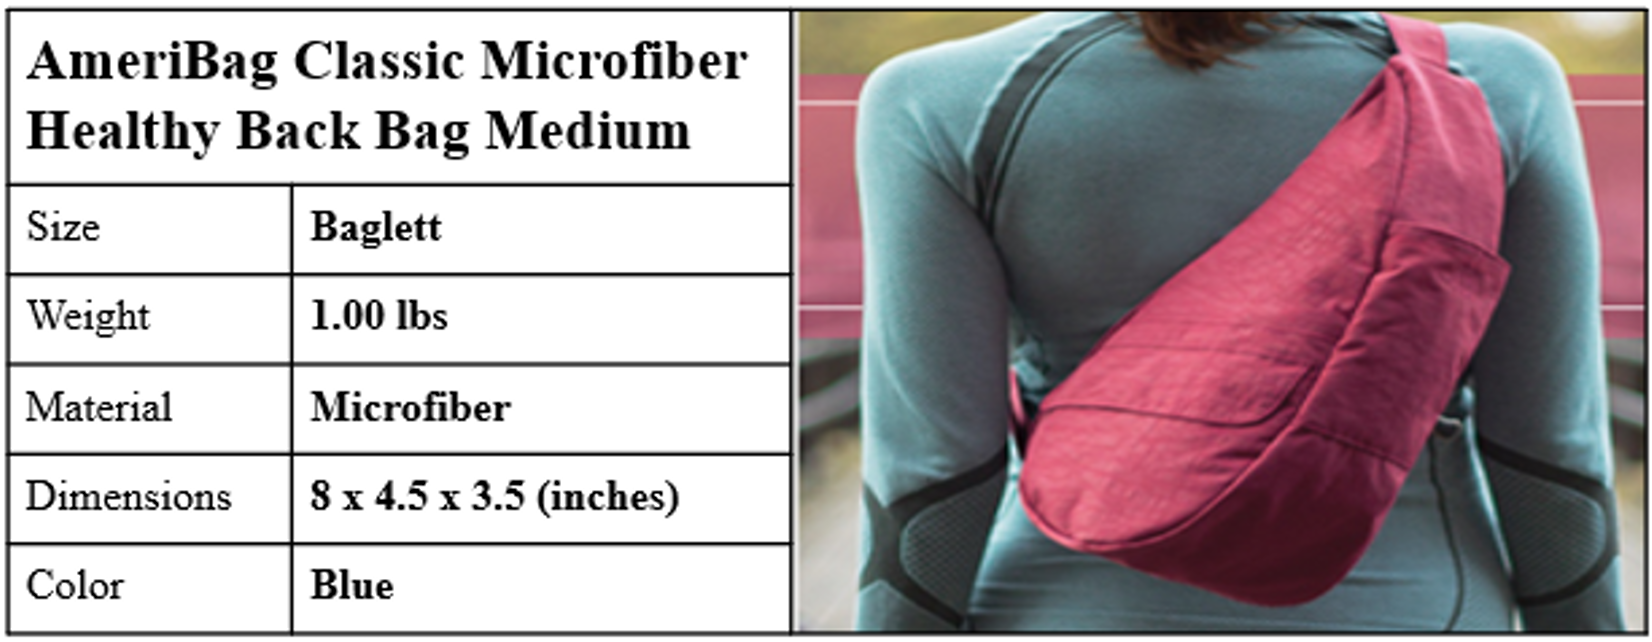 AmeriBag Classic Microfiber
Healthy Back Bag Medium
Size Baglett
Weight 1.00 lbs
Material Microfiber
Dimensions 8 x 4.5 x 3.5 (inches)
Color Blue